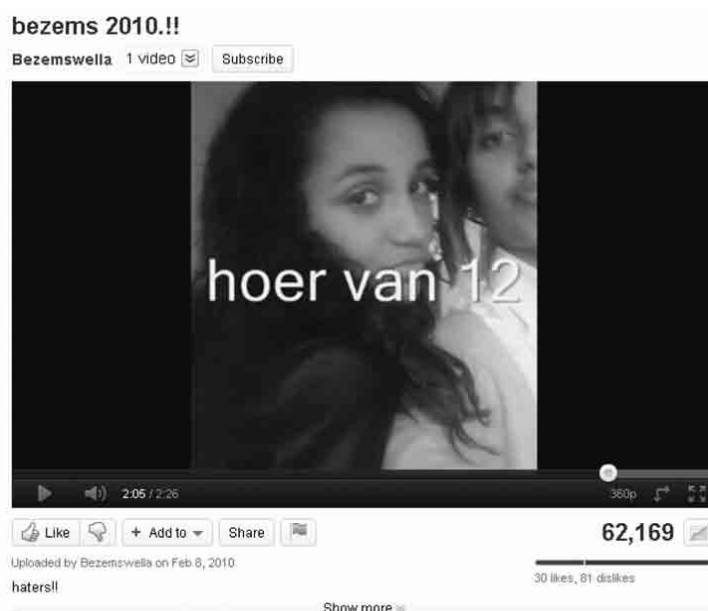 bezems 2010.!!
Bezemswella 1 video Subscribe
hoer van 12
2:05 / 2:26 360p
Like + Add to Share 62,169
Uploaded by Bezemswella on Feb 8, 2010
30 likes, 81 dislikes
haters!!
Show more